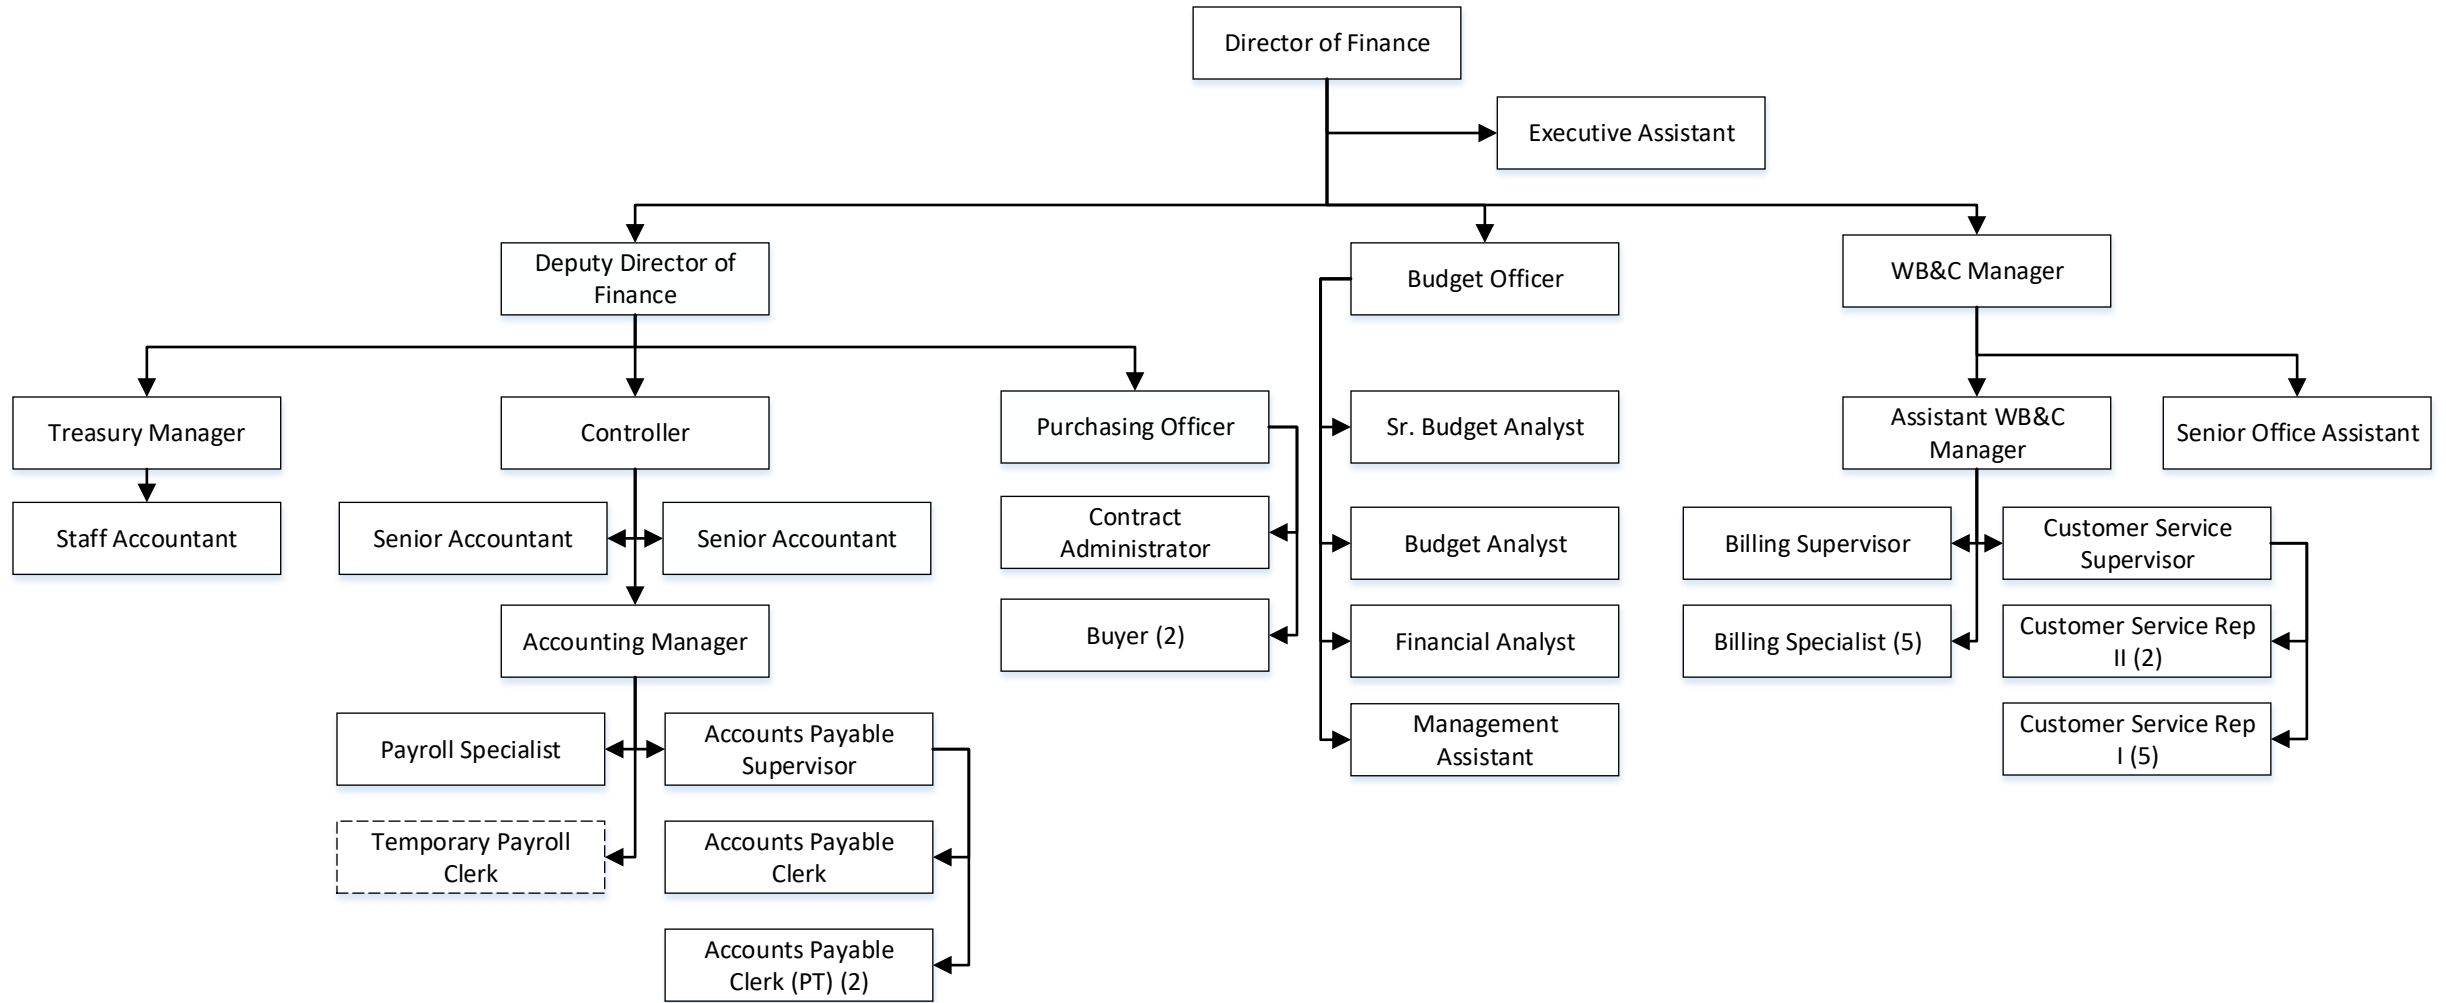 Director of Finance
Executive Assistant
Deputy Director of
Finance
Budget Officer
WB&C Manager
Treasury Manager
Controller
Purchasing Officer
Sr. Budget Analyst
Assistant WB&C
Manager
Senior Office Assistant
Staff Accountant
Senior Accountant
Senior Accountant
Contract
Administrator
Budget Analyst
Billing Supervisor
Customer Service
Supervisor
Accounting Manager
Buyer (2)
Financial Analyst
Billing Specialist (5)
Customer Service Rep
II (2)
Payroll Specialist
Accounts Payable
Supervisor
Management
Assistant
Customer Service Rep
I (5)
Temporary Payroll
Clerk
Accounts Payable
Clerk
Accounts Payable
Clerk (PT) (2)